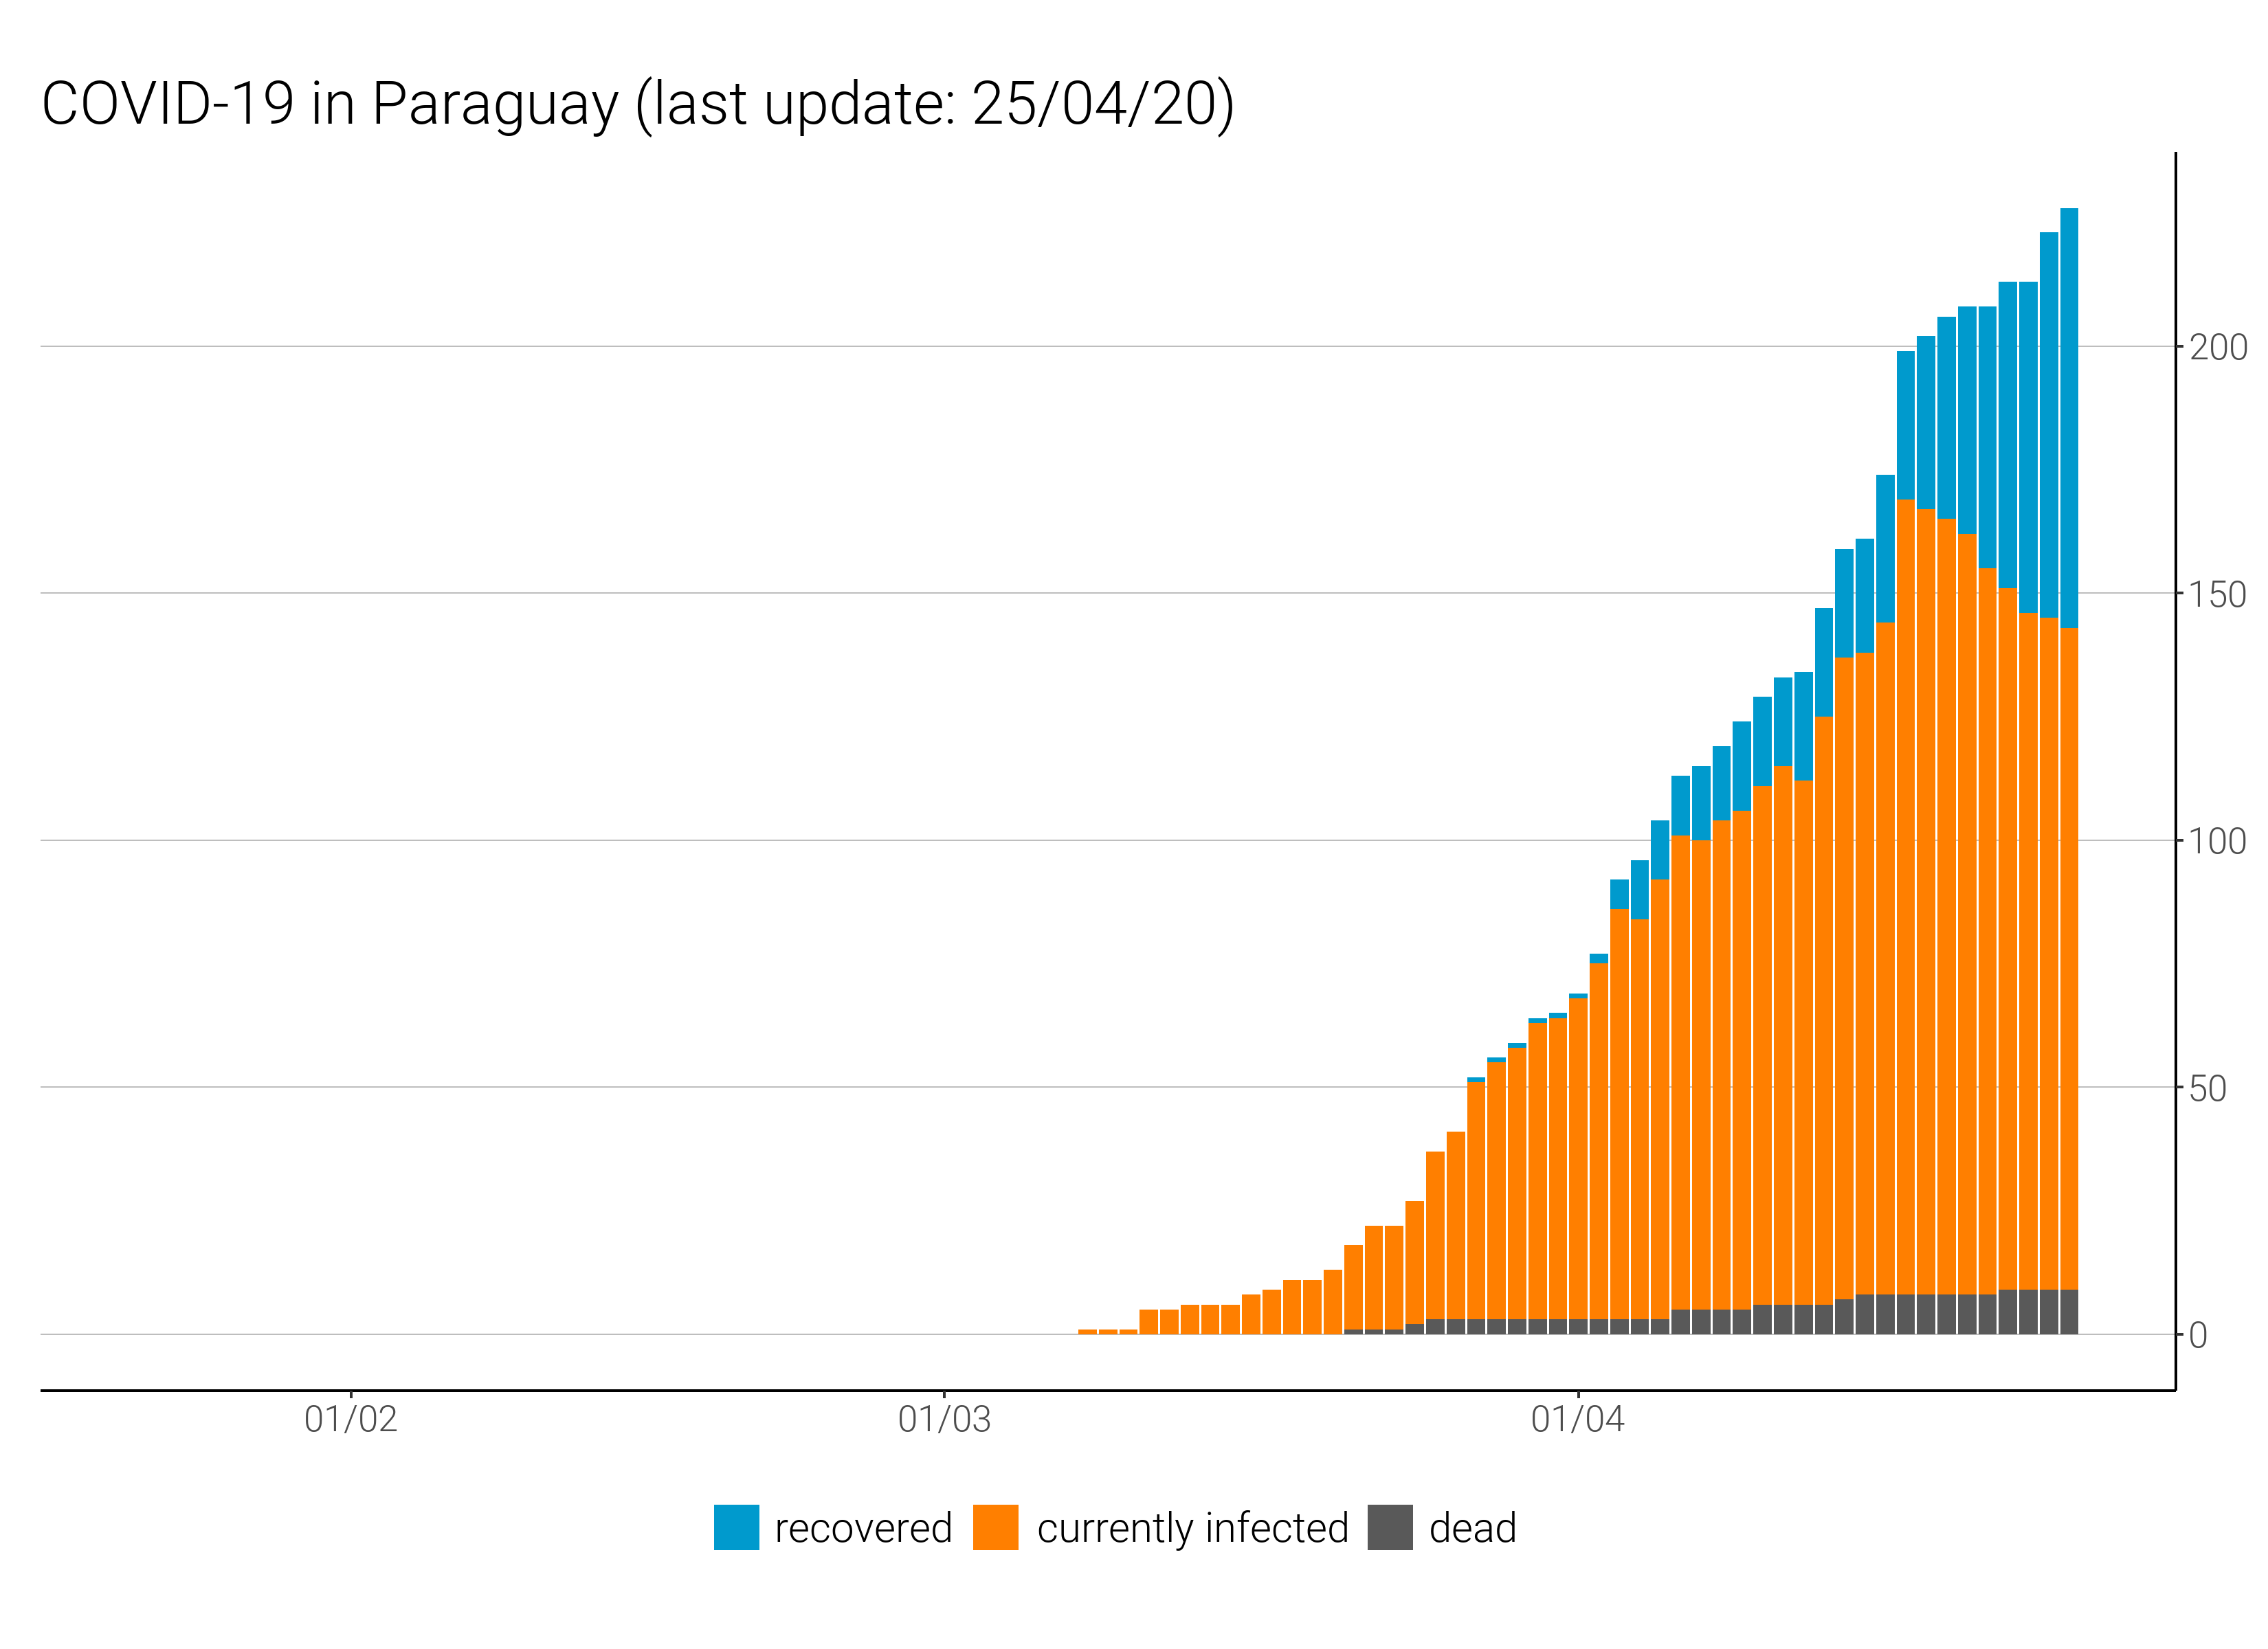 COVID-19 in Paraguay (last update: 25/04/20)
200
150
100
50
0
01/02 01/03 01/04
recovered currently infected dead